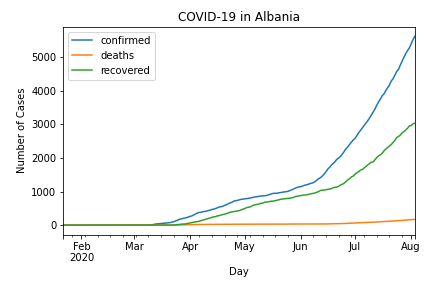 COVID-19 in Albania
confirmed
deaths
recovered
Number of Cases
5000
4000
3000
2000
1000
0
Feb Mar Apr May Jun Jul Aug
2020
Day